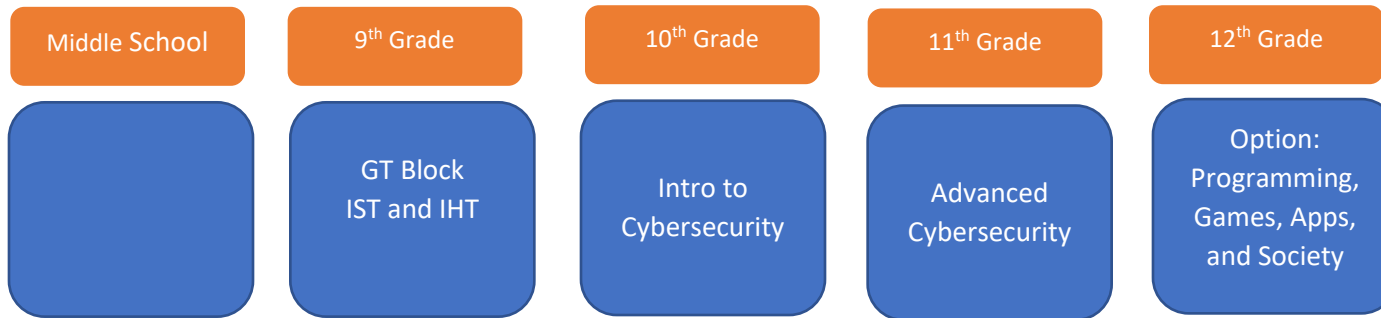 Middle School
9th Grade
10th Grade
11th Grade
12th Grade
GT Block
IST and IHT
Intro to
Cybersecurity
Advanced
Cybersecurity
Option:
Programming,
Games, Apps,
and Society